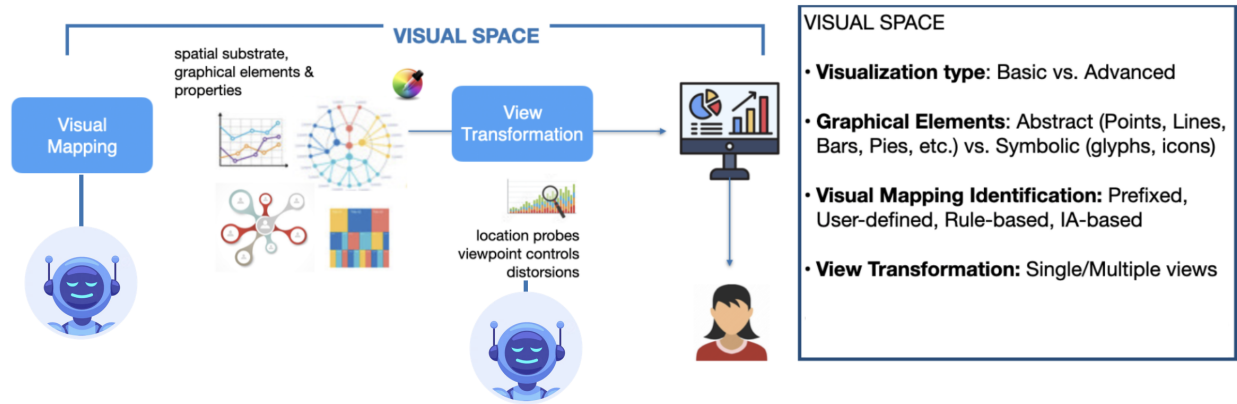 VISUAL SPACE
spatial substrate,
graphical elements &
properties
Visual
Mapping
View
Transformation
location probes
viewpoint controls
distorsions
VISUAL SPACE
• Visualization type: Basic vs. Advanced
• Graphical Elements: Abstract (Points, Lines,
Bars, Pies, etc.) vs. Symbolic (glyphs, icons)
• Visual Mapping Identification: Prefixed,
User-defined, Rule-based, IA-based
• View Transformation: Single/Multiple views